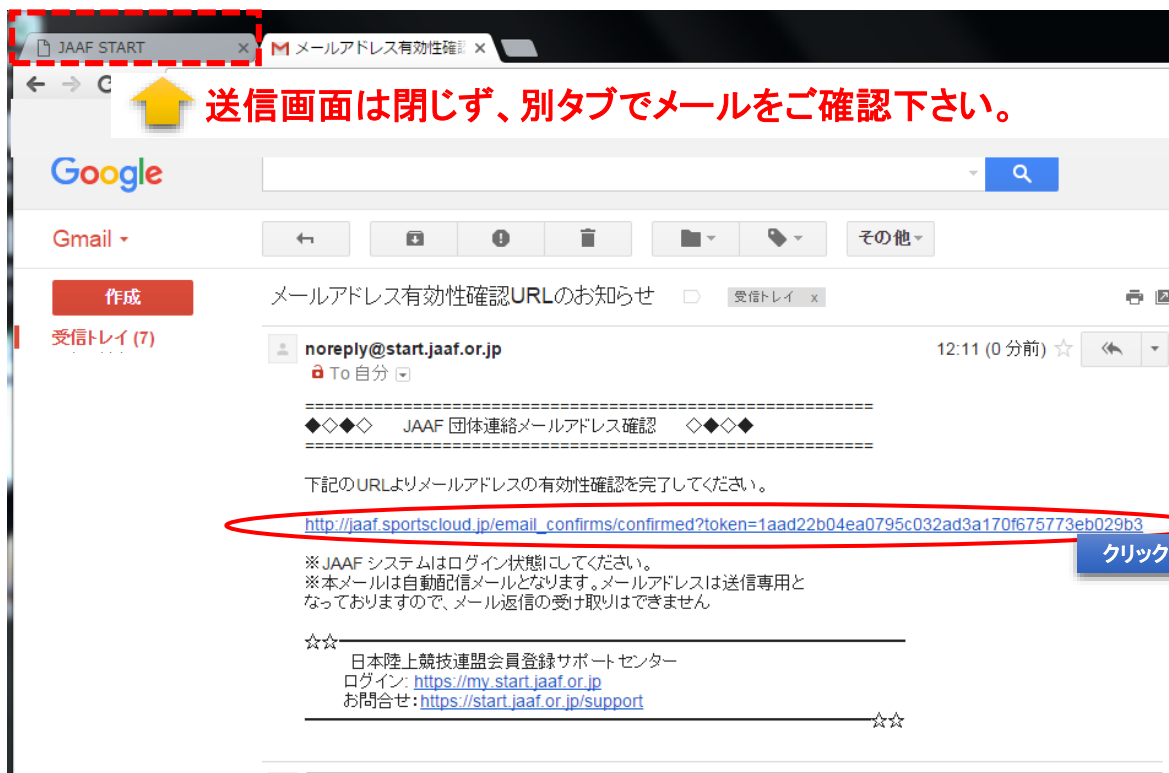 JAAF START ×
メールアドレス有効性確認 ×
送信画面は閉じず、別タブでメールをご確認下さい。
Google
Gmail
その他
作成
メールアドレス有効性確認URLのお知らせ
受信トレイ x
受信トレイ (7)
noreply@start.jaaf.or.jp
12:11 (0 分前)
To 自分
==========================================================
◆◇◆◇ JAAF 団体連絡メールアドレス確認 ◇◆◇◆
==========================================================
下記のURLよりメールアドレスの有効性確認を完了してください。
http://jaaf.sportscloud.jp/email_confirms/confirmed?token=1aad22b04ea0795c032ad3a170f675773eb029b3
クリック
※JAAF システムはログイン状態にしてください。
※本メールは自動配信メールとなります。メールアドレスは送信専用と
なっておりますので、メール返信の受け取りはできません
☆☆━━━━━━━━━━━━━━━━━━━━
日本陸上競技連盟会員登録サポートセンター
ログイン: https://my.start.jaaf.or.jp
お問合せ：https://start.jaaf.or.jp/support
━━━━━━━━━━━━━━━━━━━━☆☆